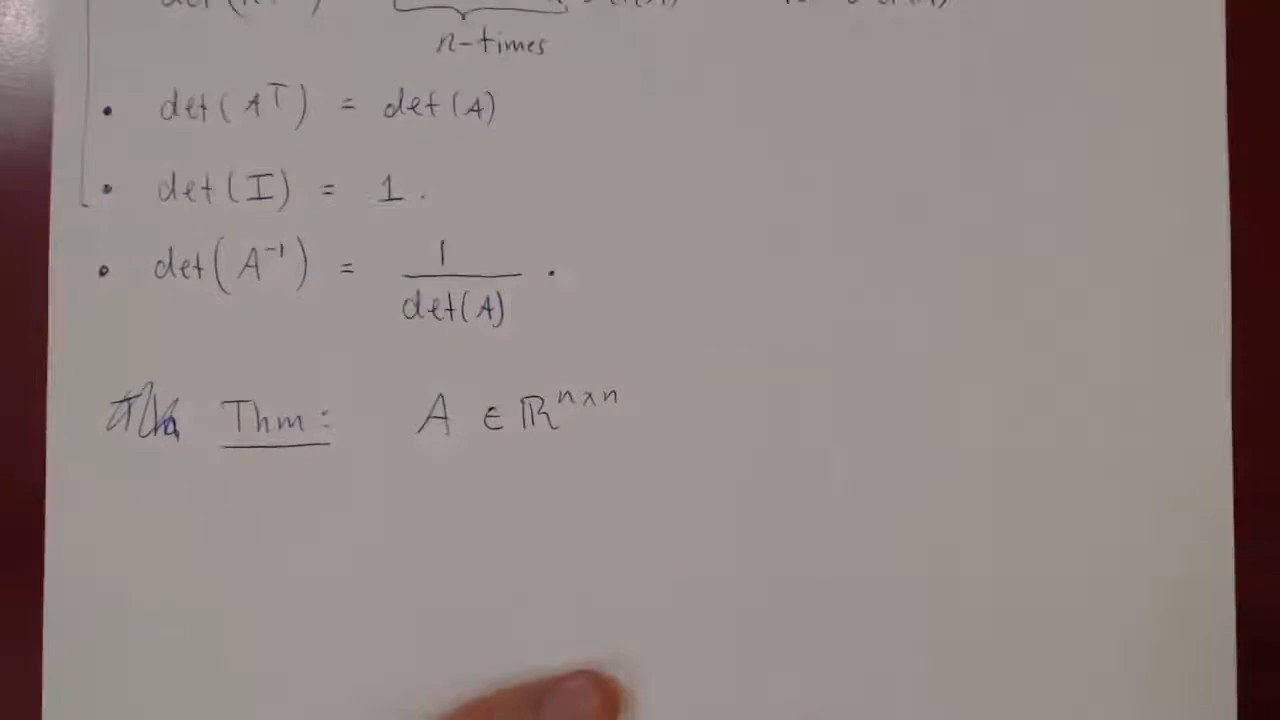 n-times
• det(Aᵀ) = det(A)
• det(I) = 1.
• det(A⁻¹) = 1 / det(A) .
Thm: A ∈ ℝⁿˣⁿ